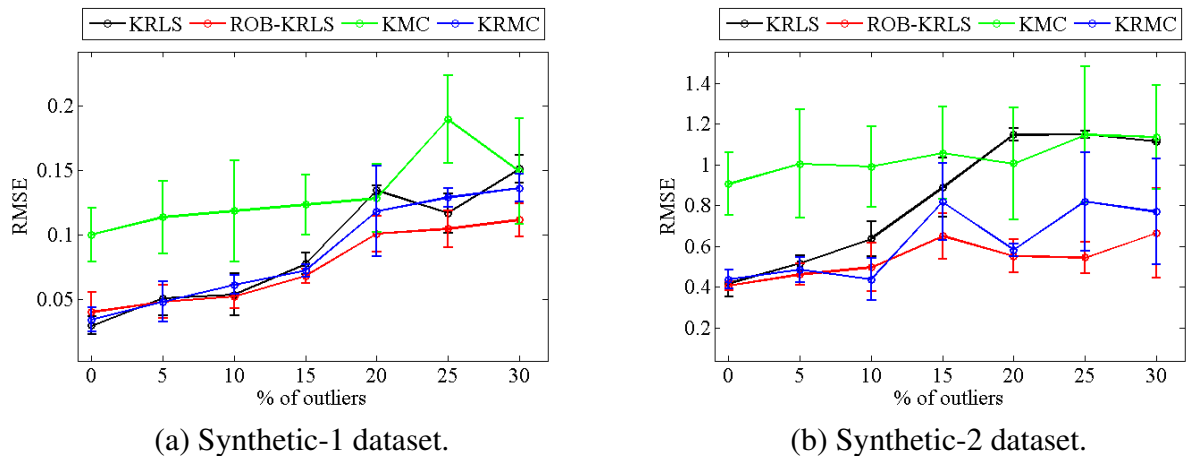 KRLS ROB-KRLS KMC KRMC
0.2
0.15
0.1
0.05
RMSE
0 5 10 15 20 25 30
% of outliers
(a) Synthetic-1 dataset.
KRLS ROB-KRLS KMC KRMC
1.4
1.2
1
0.8
0.6
0.4
0.2
RMSE
0 5 10 15 20 25 30
% of outliers
(b) Synthetic-2 dataset.